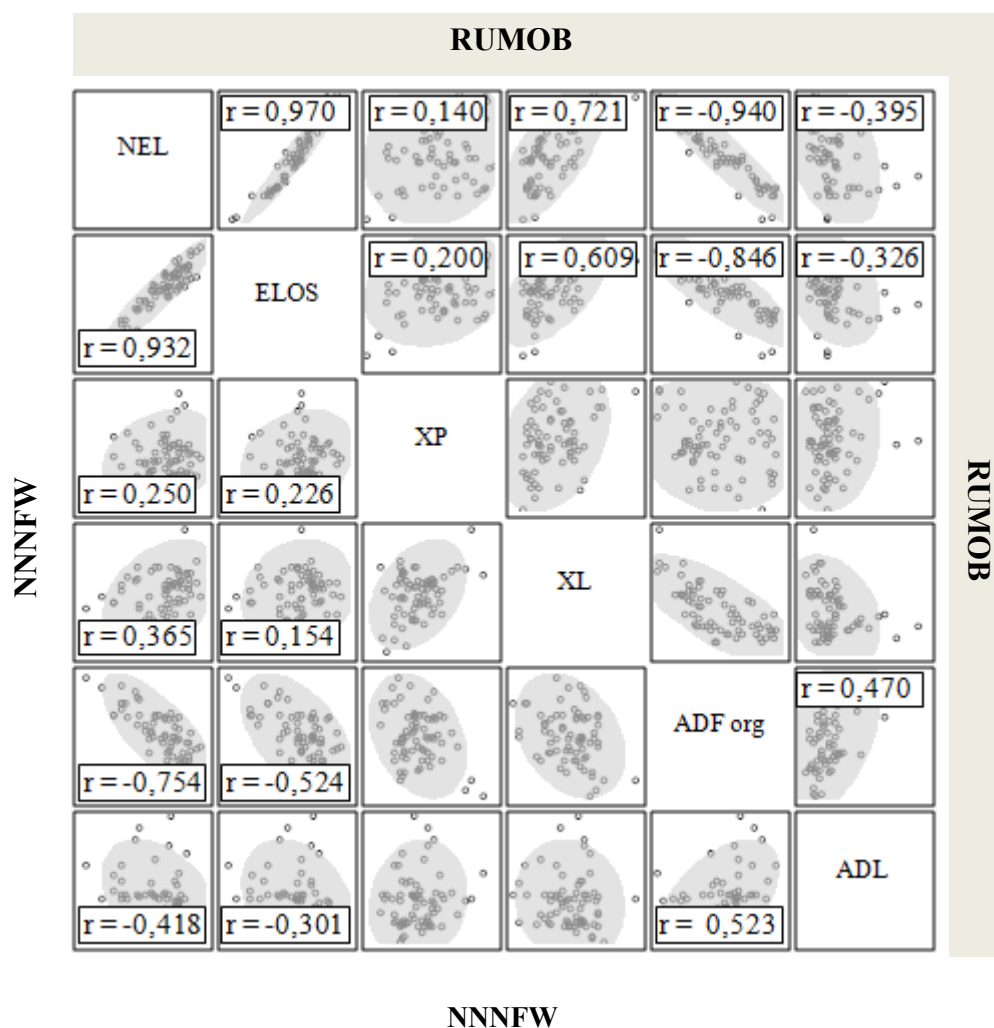 RUMOB
NEL
r = 0,970
r = 0,140
r = 0,721
r = -0,940
r = -0,395
r = 0,932
ELOS
r = 0,200
r = 0,609
r = -0,846
r = -0,326
r = 0,250
r = 0,226
XP
NNNFW
RUMOB
r = 0,365
r = 0,154
XL
r = -0,754
r = -0,524
ADF org
r = 0,470
r = -0,418
r = -0,301
r = 0,523
ADL
NNNFW